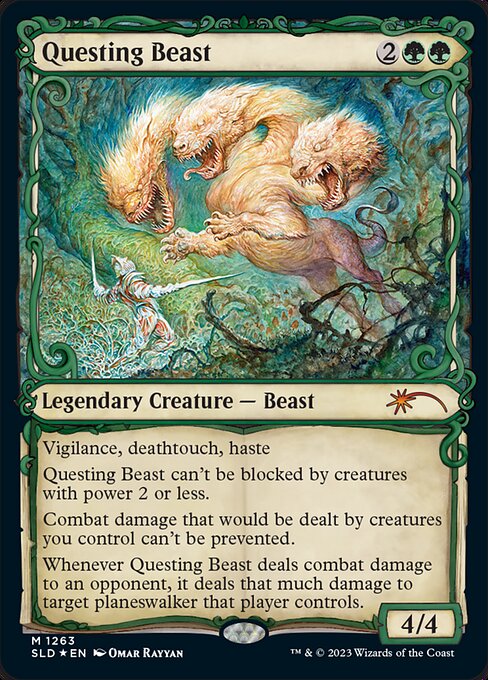 Questing Beast 2
Legendary Creature — Beast
Vigilance, deathtouch, haste
Questing Beast can't be blocked by creatures
with power 2 or less.
Combat damage that would be dealt by creatures
you control can't be prevented.
Whenever Questing Beast deals combat damage
to an opponent, it deals that much damage to
target planeswalker that player controls.
4/4
M 1263
SLD ★ EN Omar Rayyan
™ & © 2023 Wizards of the Coast